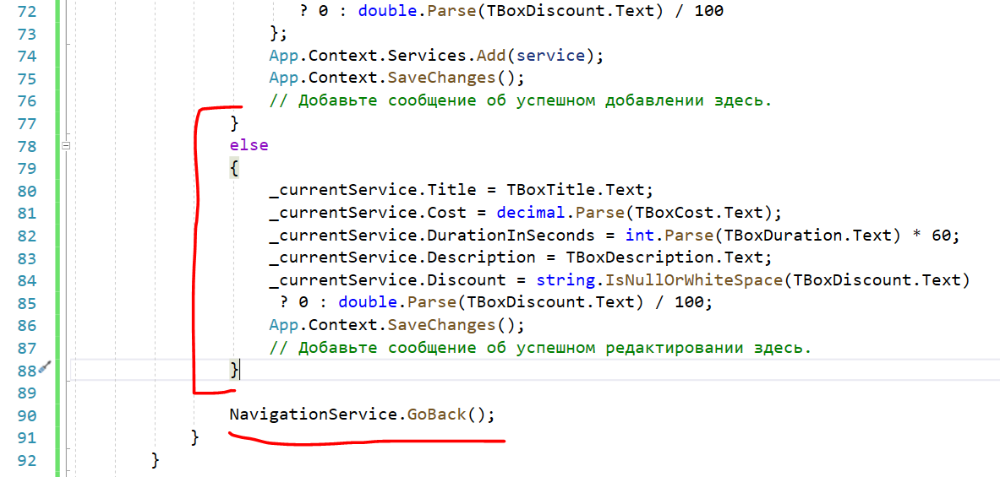 72 ? 0 : double.Parse(TBoxDiscount.Text) / 100
73 };
74 App.Context.Services.Add(service);
75 App.Context.SaveChanges();
76 // Добавьте сообщение об успешном добавлении здесь.
77 }
78 else
79 {
80 _currentService.Title = TBoxTitle.Text;
81 _currentService.Cost = decimal.Parse(TBoxCost.Text);
82 _currentService.DurationInSeconds = int.Parse(TBoxDuration.Text) * 60;
83 _currentService.Description = TBoxDescription.Text;
84 _currentService.Discount = string.IsNullOrWhiteSpace(TBoxDiscount.Text)
85 ? 0 : double.Parse(TBoxDiscount.Text) / 100;
86 App.Context.SaveChanges();
87 // Добавьте сообщение об успешном редактировании здесь.
88 }
89
90 NavigationService.GoBack();
91 }
92 }